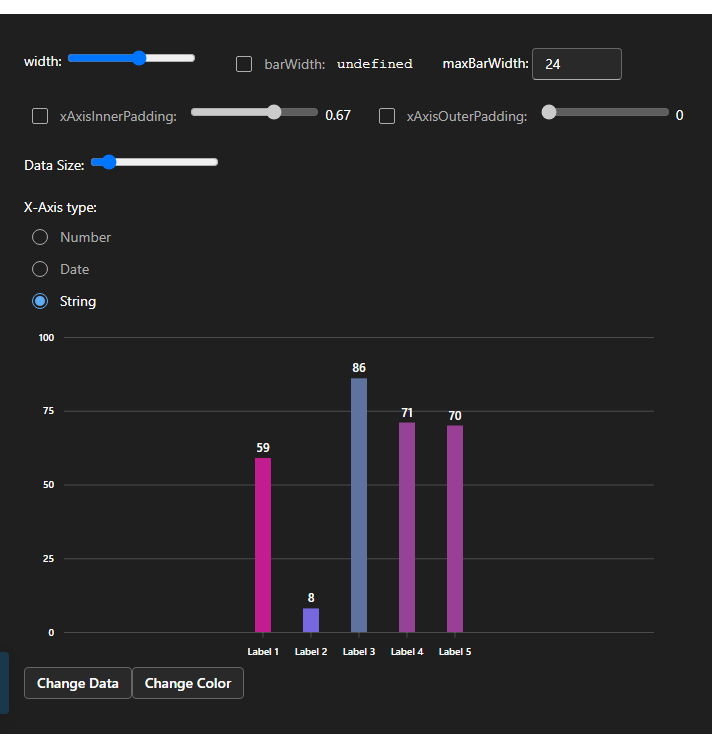 width: barWidth: undefined maxBarWidth: 24
xAxisInnerPadding: 0.67 xAxisOuterPadding: 0
Data Size:
X-Axis type:
Number
Date
String
100
75
50
25
0
59
8
86
71
70
Label 1 Label 2 Label 3 Label 4 Label 5
Change Data Change Color